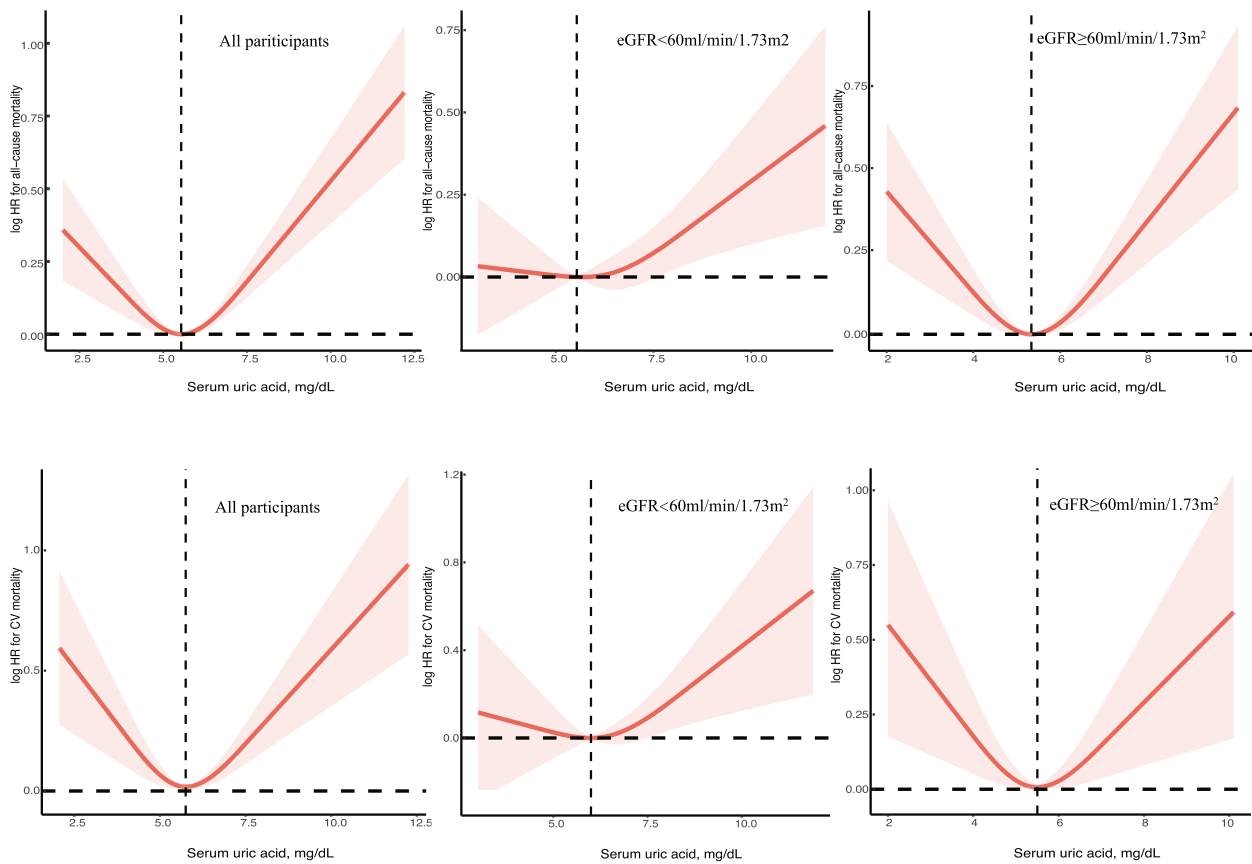 All pariticipants
log HR for all−cause mortality
1.00
0.75
0.50
0.25
0.00
2.5 5.0 7.5 10.0 12.5
Serum uric acid, mg/dL
eGFR<60ml/min/1.73m2
log HR for all−cause mortality
0.75
0.50
0.25
0.00
5.0 7.5 10.0
Serum uric acid, mg/dL
eGFR≥60ml/min/1.73m²
log HR for all−cause mortality
0.75
0.50
0.25
0.00
2 4 6 8 10
Serum uric acid, mg/dL
All participants
log HR for CV mortality
1.0
0.5
0.0
2.5 5.0 7.5 10.0 12.5
Serum uric acid, mg/dL
eGFR<60ml/min/1.73m²
log HR for CV mortality
1.2
0.8
0.4
0.0
5.0 7.5 10.0
Serum uric acid, mg/dL
eGFR≥60ml/min/1.73m²
log HR for CV mortality
1.00
0.75
0.50
0.25
0.00
2 4 6 8 10
Serum uric acid, mg/dL